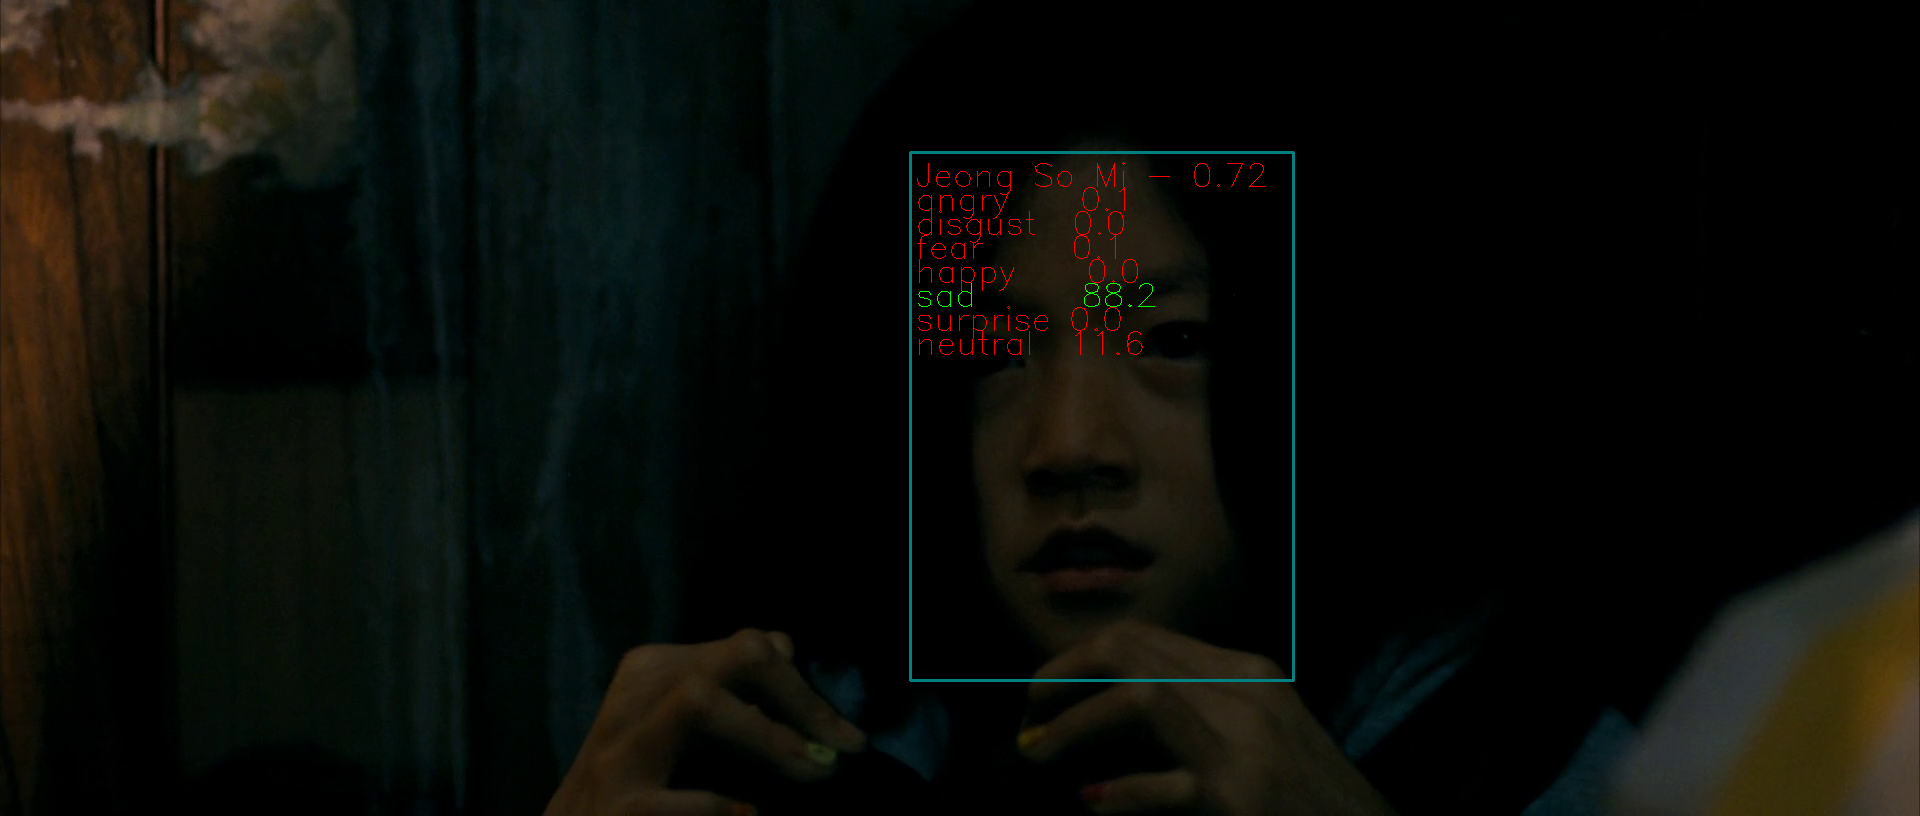 Jeong So Mi - 0.72
angry 0.1
disgust 0.0
fear 0.1
happy 0.0
sad 88.2
surprise 0.0
neutral 11.6